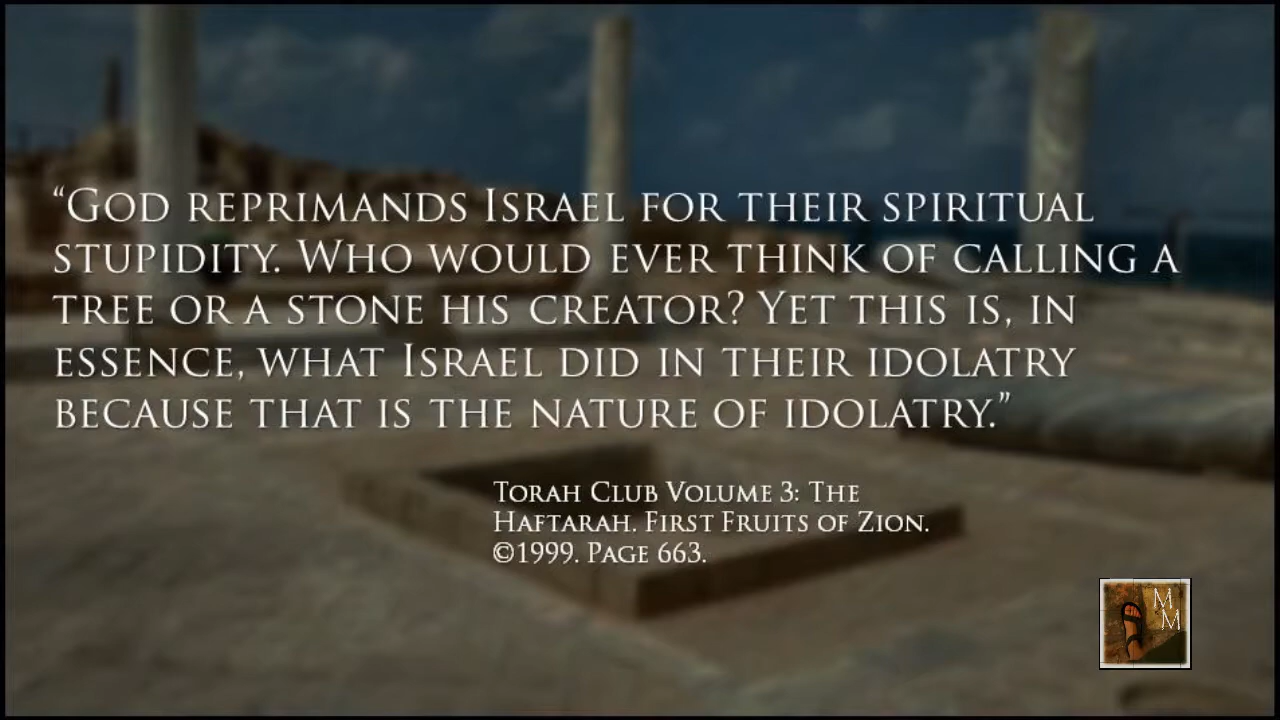 “God reprimands Israel for their spiritual
stupidity. Who would ever think of calling a
tree or a stone his creator? Yet this is, in
essence, what Israel did in their idolatry
because that is the nature of idolatry.”
Torah Club Volume 3: The
Haftarah. First Fruits of Zion.
©1999. Page 663.
M
M